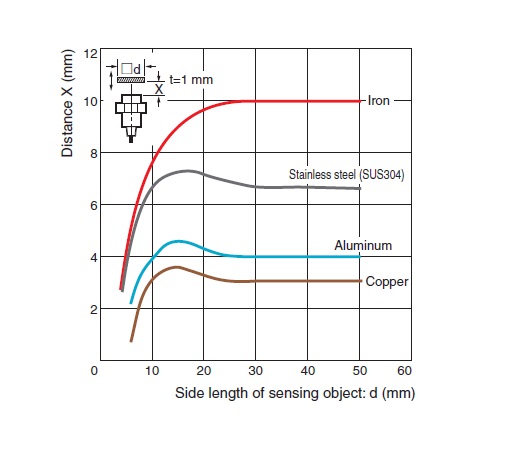 Distance X (mm)
12
10
8
6
4
2
0
10
20
30
40
50
60
Side length of sensing object: d (mm)
□d
t=1 mm
X
Iron
Stainless steel (SUS304)
Aluminum
Copper